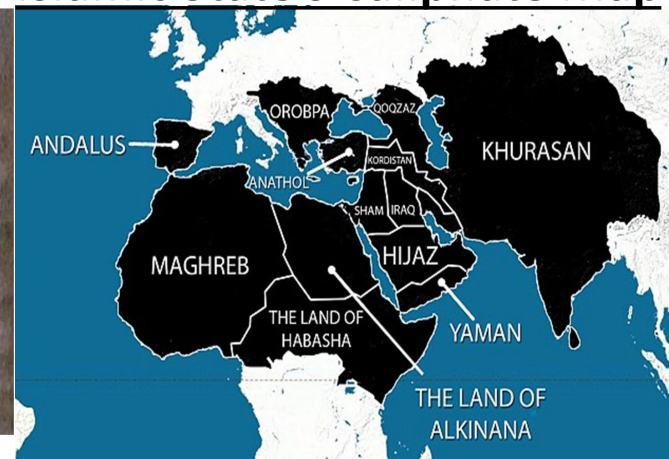 OROBPA
QOQZAZ
ANDALUS
KHURASAN
KORDISTAN
ANATHOL
SHAM
IRAQ
HIJAZ
MAGHREB
THE LAND OF
HABASHA
YAMAN
THE LAND OF
ALKINANA